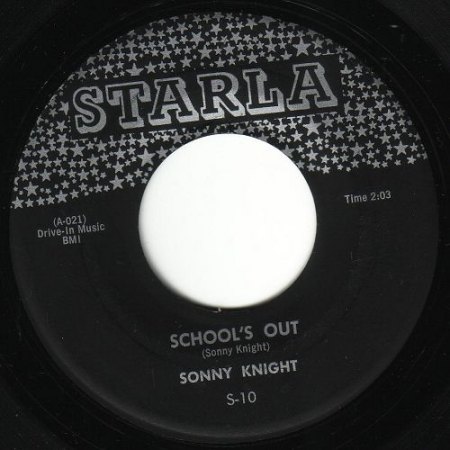 STARLA
(A-021)
Drive-In Music
BMI
Time 2:03
SCHOOL'S OUT
(Sonny Knight)
SONNY KNIGHT
S-10